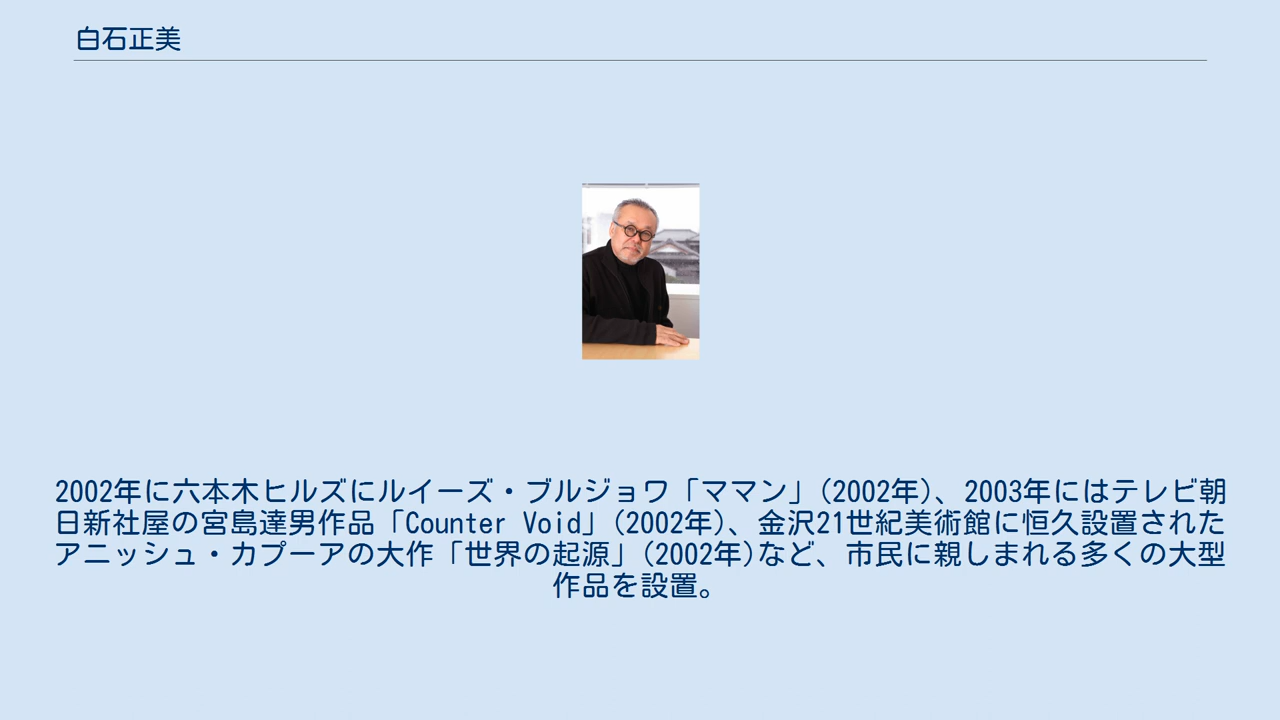 白石正美
2002年に六本木ヒルズにルイーズ・ブルジョワ「ママン」(2002年)、2003年にはテレビ朝
日新社屋の宮島達男作品「Counter Void」(2002年)、金沢21世紀美術館に恒久設置された
アニッシュ・カプーアの大作「世界の起源」(2002年)など、市民に親しまれる多くの大型
作品を設置。